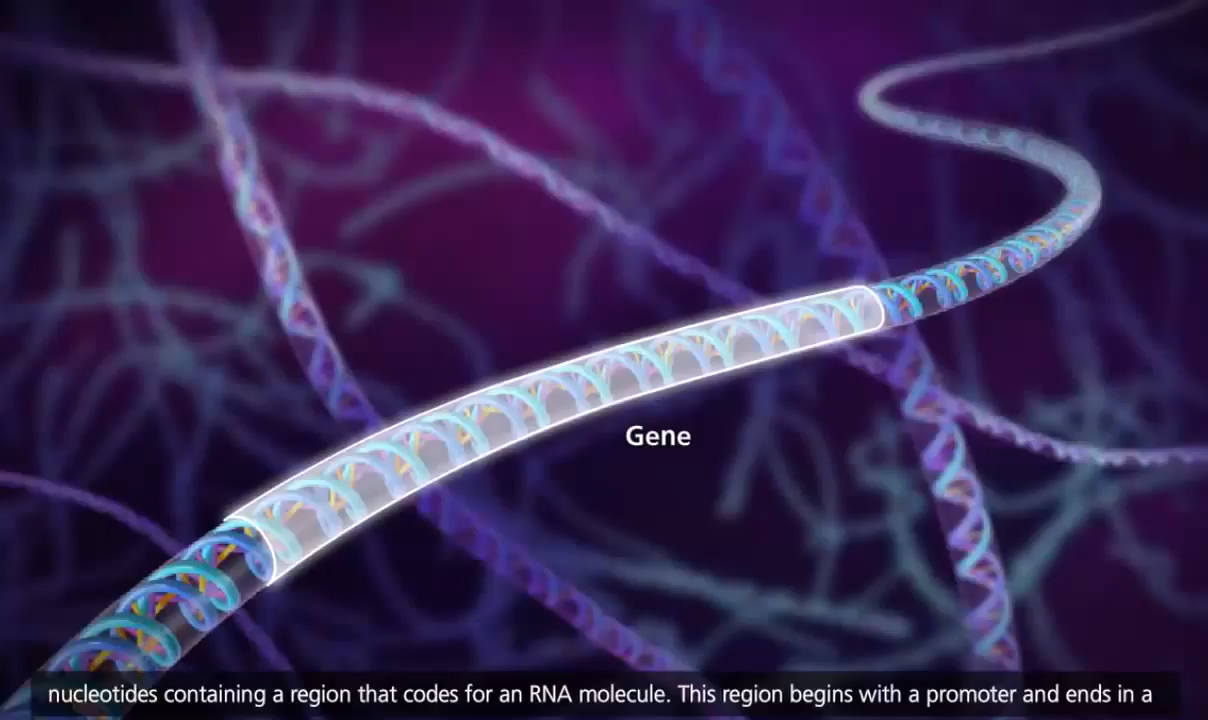 Gene
nucleotides containing a region that codes for an RNA molecule. This region begins with a promoter and ends in a